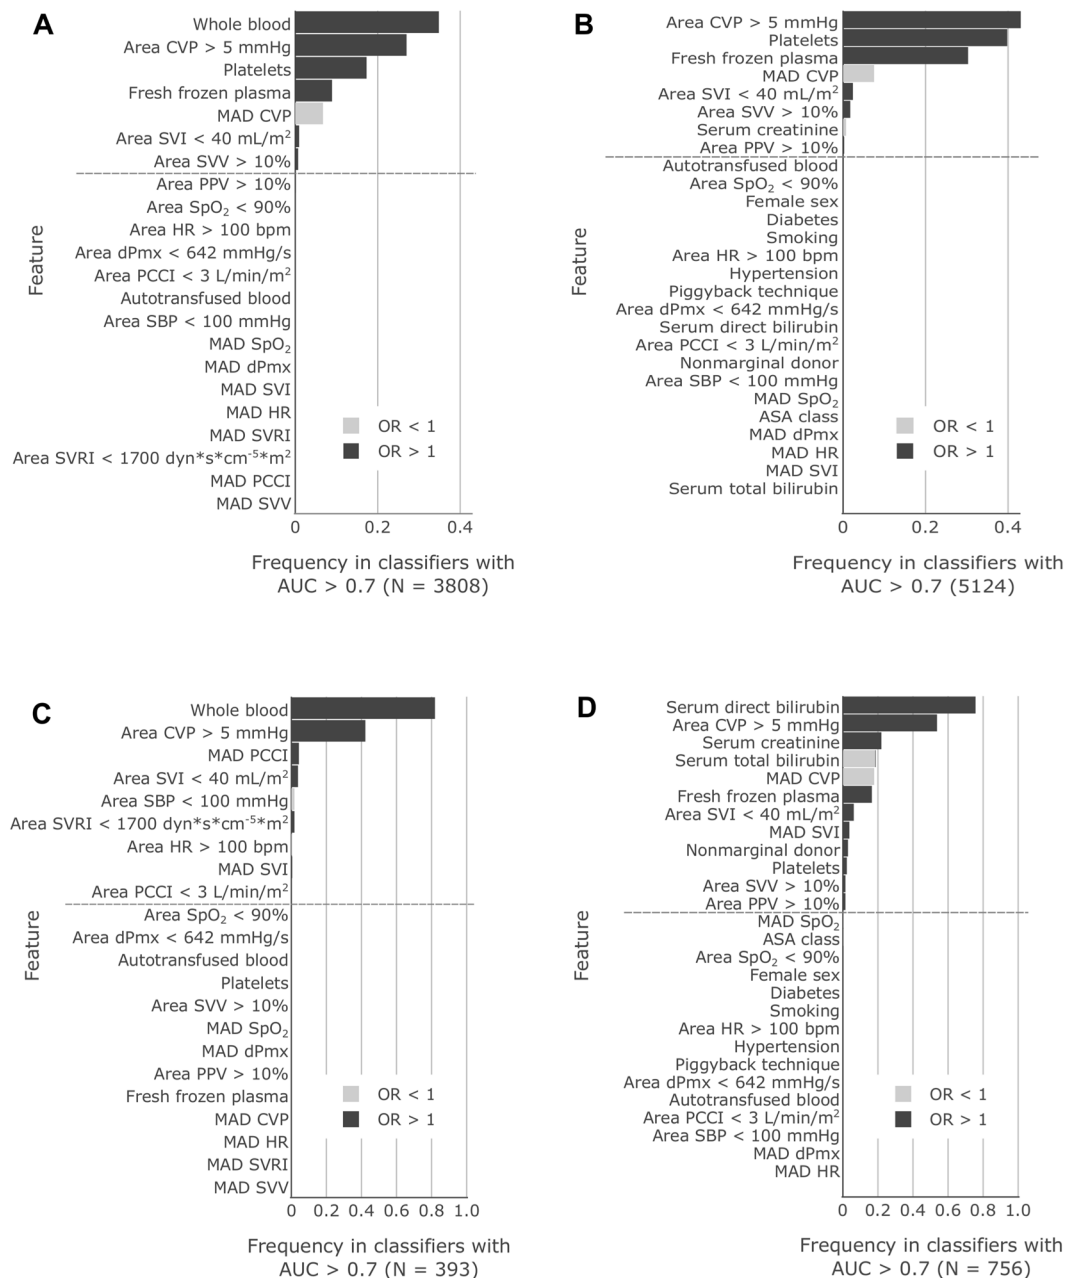 A
Whole blood
Area CVP > 5 mmHg
Platelets
Fresh frozen plasma
MAD CVP
Area SVI < 40 mL/m²
Area SVV > 10%
Area PPV > 10%
Area SpO₂ < 90%
Area HR > 100 bpm
Area dPmx < 642 mmHg/s
Area PCCI < 3 L/min/m²
Autotransfused blood
Area SBP < 100 mmHg
MAD SpO₂
MAD dPmx
MAD SVI
MAD HR
MAD SVRI
Area SVRI < 1700 dyn*s*cm⁻⁵*m²
MAD PCCI
MAD SVV
Feature
OR < 1
OR > 1
0 0.2 0.4
Frequency in classifiers with
AUC > 0.7 (N = 3808)
B
Area CVP > 5 mmHg
Platelets
Fresh frozen plasma
MAD CVP
Area SVI < 40 mL/m²
Area SVV > 10%
Serum creatinine
Area PPV > 10%
Autotransfused blood
Area SpO₂ < 90%
Female sex
Diabetes
Smoking
Area HR > 100 bpm
Hypertension
Piggyback technique
Area dPmx < 642 mmHg/s
Serum direct bilirubin
Area PCCI < 3 L/min/m²
Nonmarginal donor
Area SBP < 100 mmHg
MAD SpO₂
ASA class
MAD dPmx
MAD HR
MAD SVI
Serum total bilirubin
Feature
OR < 1
OR > 1
0 0.2 0.4
Frequency in classifiers with
AUC > 0.7 (5124)
C
Whole blood
Area CVP > 5 mmHg
MAD PCCI
Area SVI < 40 mL/m²
Area SBP < 100 mmHg
Area SVRI < 1700 dyn*s*cm⁻⁵*m²
Area HR > 100 bpm
MAD SVI
Area PCCI < 3 L/min/m²
Area SpO₂ < 90%
Area dPmx < 642 mmHg/s
Autotransfused blood
Platelets
Area SVV > 10%
MAD SpO₂
MAD dPmx
Area PPV > 10%
Fresh frozen plasma
MAD CVP
MAD HR
MAD SVRI
MAD SVV
Feature
OR < 1
OR > 1
0 0.2 0.4 0.6 0.8 1.0
Frequency in classifiers with
AUC > 0.7 (N = 393)
D
Serum direct bilirubin
Area CVP > 5 mmHg
Serum creatinine
Serum total bilirubin
MAD CVP
Fresh frozen plasma
Area SVI < 40 mL/m²
MAD SVI
Nonmarginal donor
Platelets
Area SVV > 10%
Area PPV > 10%
MAD SpO₂
ASA class
Area SpO₂ < 90%
Female sex
Diabetes
Smoking
Area HR > 100 bpm
Hypertension
Piggyback technique
Area dPmx < 642 mmHg/s
Autotransfused blood
Area PCCI < 3 L/min/m²
Area SBP < 100 mmHg
MAD dPmx
MAD HR
Feature
OR < 1
OR > 1
0 0.2 0.4 0.6 0.8 1.0
Frequency in classifiers with
AUC > 0.7 (N = 756)